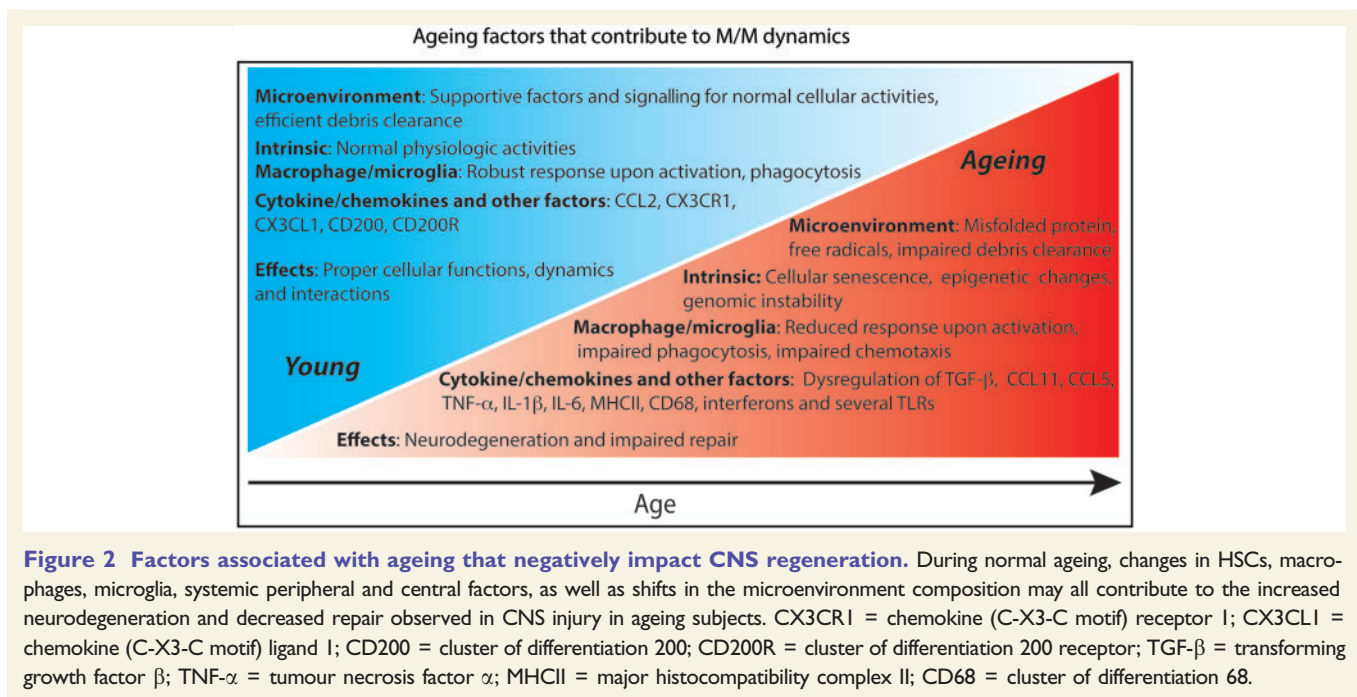 Ageing factors that contribute to M/M dynamics
Microenvironment: Supportive factors and signalling for normal cellular activities,
efficient debris clearance
Intrinsic: Normal physiologic activities
Macrophage/microglia: Robust response upon activation, phagocytosis
Cytokine/chemokines and other factors: CCL2, CX3CR1,
CX3CL1, CD200, CD200R
Effects: Proper cellular functions, dynamics
and interactions
Young
Ageing
Microenvironment: Misfolded protein,
free radicals, impaired debris clearance
Intrinsic: Cellular senescence, epigenetic changes,
genomic instability
Macrophage/microglia: Reduced response upon activation,
impaired phagocytosis, impaired chemotaxis
Cytokine/chemokines and other factors: Dysregulation of TGF-β, CCL11, CCL5,
TNF-α, IL-1β, IL-6, MHCII, CD68, interferons and several TLRs
Effects: Neurodegeneration and impaired repair
Age
Figure 2 Factors associated with ageing that negatively impact CNS regeneration. During normal ageing, changes in HSCs, macro-
phages, microglia, systemic peripheral and central factors, as well as shifts in the microenvironment composition may all contribute to the increased
neurodegeneration and decreased repair observed in CNS injury in ageing subjects. CX3CR1 = chemokine (C-X3-C motif) receptor 1; CX3CL1 =
chemokine (C-X3-C motif) ligand 1; CD200 = cluster of differentiation 200; CD200R = cluster of differentiation 200 receptor; TGF-β = transforming
growth factor β; TNF-α = tumour necrosis factor α; MHCII = major histocompatibility complex II; CD68 = cluster of differentiation 68.